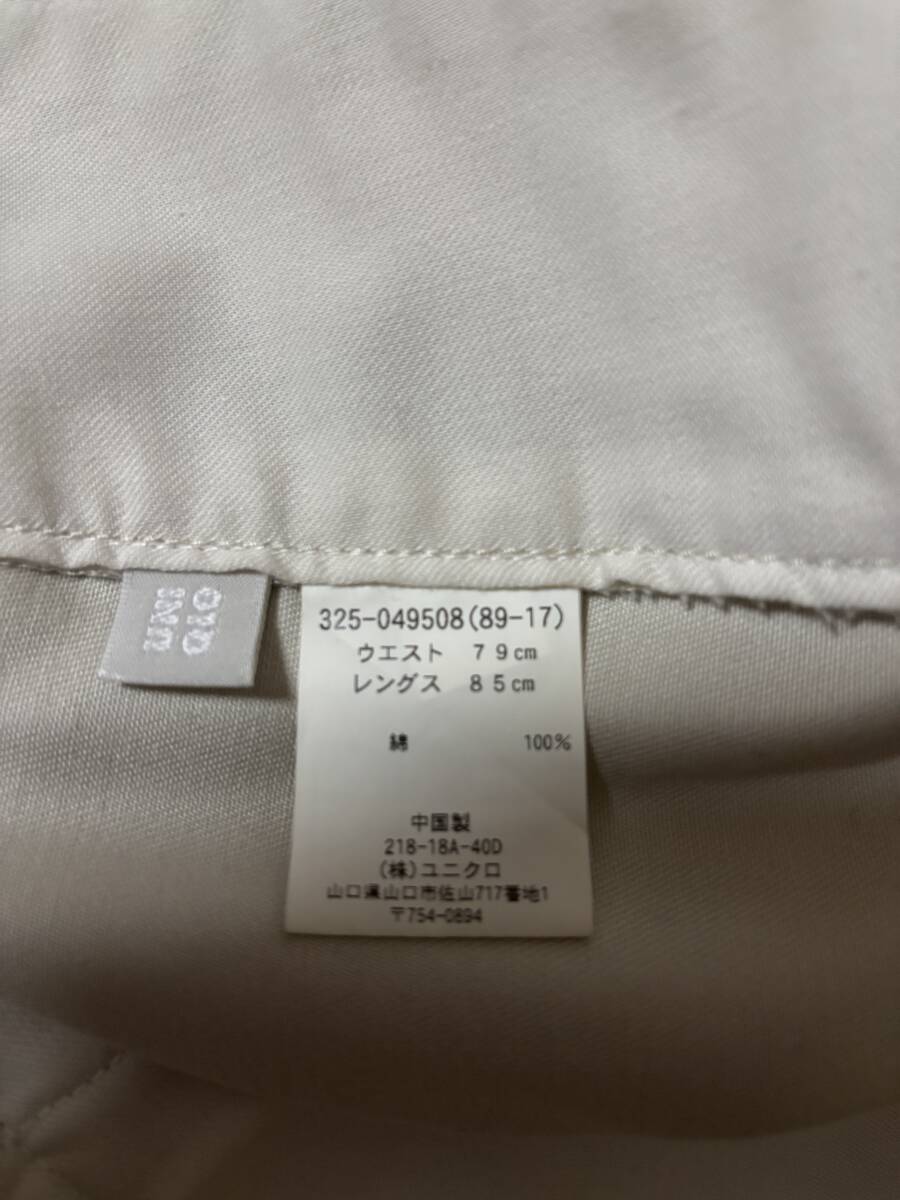 UNI
QLO
325-049508(89-17)
ウエスト 79cm
レングス 85cm
綿 100%
中国製
218-18A-40D
(株)ユニクロ
山口県山口市佐山717番地1
〒754-0894